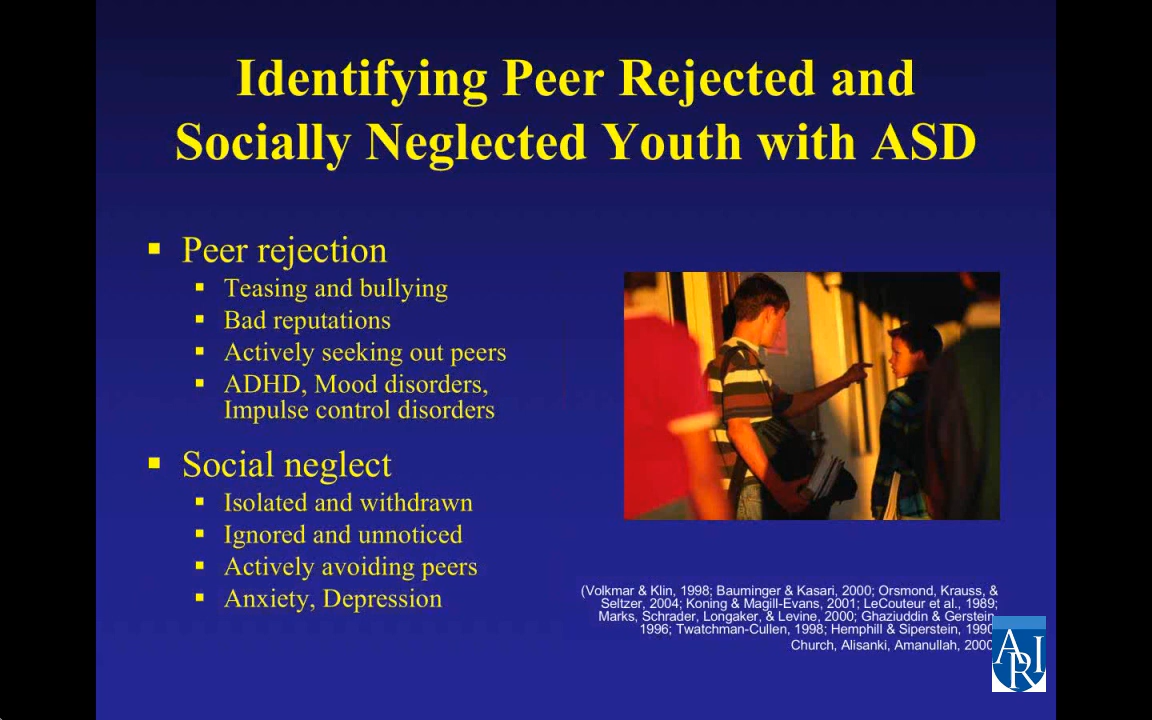 Identifying Peer Rejected and
Socially Neglected Youth with ASD
▪ Peer rejection
▪ Teasing and bullying
▪ Bad reputations
▪ Actively seeking out peers
▪ ADHD, Mood disorders,
Impulse control disorders
▪ Social neglect
▪ Isolated and withdrawn
▪ Ignored and unnoticed
▪ Actively avoiding peers
▪ Anxiety, Depression
(Volkmar & Klin, 1998; Bauminger & Kasari, 2000; Orsmond, Krauss, &
Seltzer, 2004; Koning & Magill-Evans, 2001; LeCouteur et al., 1989;
Marks, Schrader, Longaker, & Levine, 2000; Ghaziuddin & Gerstein,
1996; Twatchman-Cullen, 1998; Hemphill & Siperstein, 1990
Church, Alisanki, Amanullah, 2000
ARI